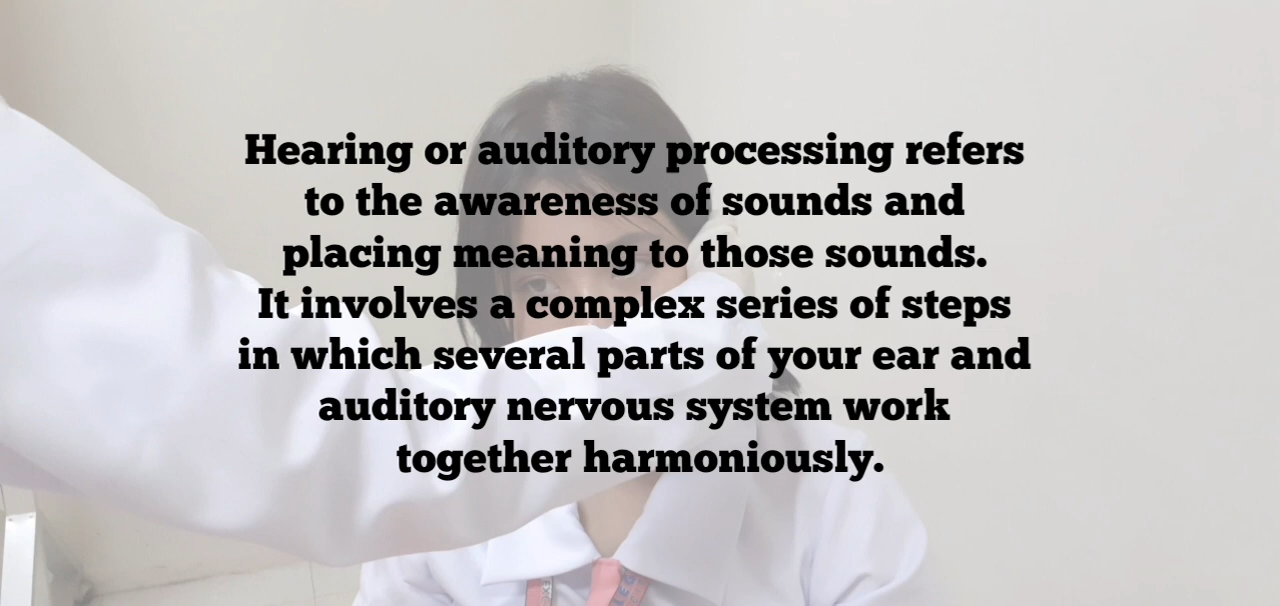 Hearing or auditory processing refers
to the awareness of sounds and
placing meaning to those sounds.
It involves a complex series of steps
in which several parts of your ear and
auditory nervous system work
together harmoniously.